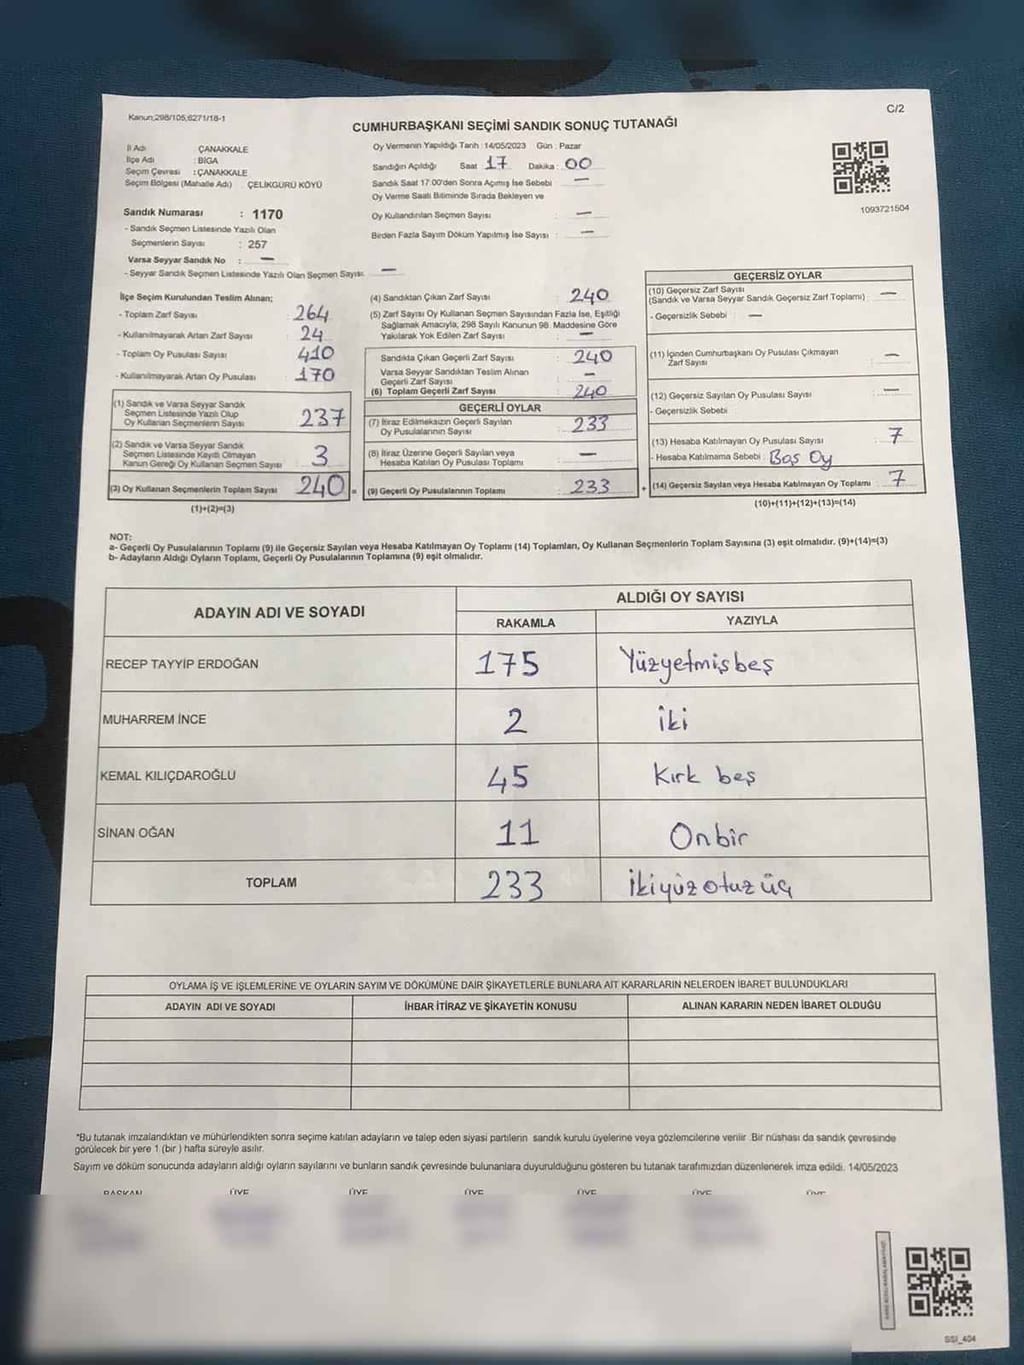 Kanun;298/105,6271/18-1
C/2
CUMHURBAŞKANI SEÇİMİ SANDIK SONUÇ TUTANAĞI
İl Adı ÇANAKKALE
İlçe Adı : BİGA
Seçim Çevresi : ÇANAKKALE
Seçim Bölgesi (Mahalle Adı) ÇELİKGÜRÜ KÖYÜ
Sandık Numarası : 1170
- Sandık Seçmen Listesinde Yazılı Olan
Seçmenlerin Sayısı : 257
Varsa Seyyar Sandık No : —
- Seyyar Sandık Seçmen Listesinde Yazılı Olan Seçmen Sayısı —
Oy Vermenin Yapıldığı Tarih :14/05/2023 Gün : Pazar
Sandığın Açıldığı Saat 17 Dakika : 00
Sandık Saat 17:00'den Sonra Açımış İse Sebebi —
Oy Verme Saati Bitiminde Sırada Bekleyen ve
Oy Kullandırılan Seçmen Sayısı —
Birden Fazla Sayım Döküm Yapılmış İse Sayısı : —
1093721504
İlçe Seçim Kurulundan Teslim Alınan;
- Toplam Zarf Sayısı : 264
- Kullanılmayarak Artan Zarf Sayısı : 24
- Toplam Oy Pusulası Sayısı : 410
- Kullanılmayarak Artan Oy Pusulası : 170
(1) Sandık ve Varsa Seyyar Sandık
Seçmen Listesinde Yazılı Olup
Oy Kullanan Seçmenlerin Sayısı 237
(2) Sandık ve Varsa Seyyar Sandık
Seçmen Listesinde Kayıtlı Olmayan
Kanun Gereği Oy Kullanan Seçmen Sayısı 3
(3) Oy Kullanan Seçmenlerin Toplam Sayısı 240 =
(1)+(2)=(3)
(4) Sandıktan Çıkan Zarf Sayısı 240
(5) Zarf Sayısı Oy Kullanan Seçmen Sayısından Fazla İse, Eşitliği
Sağlamak Amacıyla, 298 Sayılı Kanunun 98. Maddesine Göre
Yakılarak Yok Edilen Zarf Sayısı —
Sandıkta Çıkan Geçerli Zarf Sayısı : 240
Varsa Seyyar Sandıktan Teslim Alınan
Geçerli Zarf Sayısı : —
(6) Toplam Geçerli Zarf Sayısı : 240
GEÇERLİ OYLAR
(7) İtiraz Edilmeksizin Geçerli Sayılan
Oy Pusulalarının Sayısı : 233
(8) İtiraz Üzerine Geçerli Sayılan veya
Hesaba Katılan Oy Pusulası Toplamı : —
(9) Geçerli Oy Pusulalarının Toplamı : 233 +
GEÇERSİZ OYLAR
(10) Geçersiz Zarf Sayısı
(Sandık ve Varsa Seyyar Sandık Geçersiz Zarf Toplamı) —
- Geçersizlik Sebebi : —
(11) İçinden Cumhurbaşkanı Oy Pusulası Çıkmayan
Zarf Sayısı —
(12) Geçersiz Sayılan Oy Pusulası Sayısı : —
- Geçersizlik Sebebi :
(13) Hesaba Katılmayan Oy Pusulası Sayısı : 7
- Hesaba Katılmama Sebebi : Boş Oy
(14) Geçersiz Sayılan veya Hesaba Katılmayan Oy Toplamı : 7
(10)+(11)+(12)+(13)=(14)
NOT:
a- Geçerli Oy Pusulalarının Toplamı (9) ile Geçersiz Sayılan veya Hesaba Katılmayan Oy Toplamı (14) Toplamları, Oy Kullanan Seçmenlerin Toplam Sayısına (3) eşit olmalıdır. (9)+(14)=(3)
b- Adayların Aldığı Oyların Toplamı, Geçerli Oy Pusulalarının Toplamına (9) eşit olmalıdır.
ADAYIN ADI VE SOYADI
ALDIĞI OY SAYISI
RAKAMLA YAZIYLA
RECEP TAYYİP ERDOĞAN 175 Yüzyetmişbeş
MUHARREM İNCE 2 İki
KEMAL KILIÇDAROĞLU 45 Kırk beş
SİNAN OĞAN 11 Onbir
TOPLAM 233 İkiyüzotuzüç
OYLAMA İŞ VE İŞLEMLERİNE VE OYLARIN SAYIM VE DÖKÜMÜNE DAİR ŞİKAYETLERLE BUNLARA AİT KARARLARIN NELERDEN İBARET BULUNDUKLARI
ADAYIN ADI VE SOYADI İHBAR İTİRAZ VE ŞİKAYETİN KONUSU ALINAN KARARIN NEDEN İBARET OLDUĞU
*Bu tutanak imzalandıktan ve mühürlendikten sonra seçime katılan adayların ve talep eden siyasi partilerin sandık kurulu üyelerine veya gözlemcilerine verilir .Bir nüshası da sandık çevresinde
görülecek bir yere 1 (bir ) hafta süreyle asılır.
Sayım ve döküm sonucunda adayların aldığı oyların sayılarını ve bunların sandık çevresinde bulunanlara duyurulduğunu gösteren bu tutanak tarafımızdan düzenlenerek imza edildi. 14/05/2023
BAŞKAN ÜYE ÜYE ÜYE ÜYE ÜYE ÜYE
SSI_404